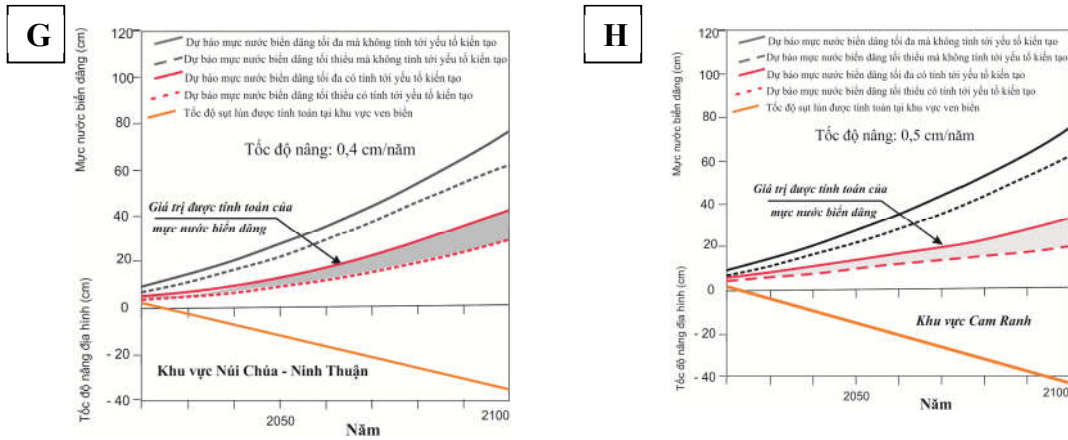 G
Mực nước biển dâng (cm)
Tốc độ nâng địa hình (cm)
120
100
80
60
40
20
0
- 20
- 40
Dự báo mực nước biển dâng tối đa mà không tính tới yếu tố kiến tạo
Dự báo mực nước biển dâng tối thiểu mà không tính tới yếu tố kiến tạo
Dự báo mực nước biển dâng tối đa có tính tới yếu tố kiến tạo
Dự báo mực nước biển dâng tối thiểu có tính tới yếu tố kiến tạo
Tốc độ sụt lún được tính toán tại khu vực ven biển
Tốc độ nâng: 0,4 cm/năm
Giá trị được tính toán của
mực nước biển dâng
Khu vực Núi Chúa - Ninh Thuận
2050
2100
Năm
H
Mực nước biển dâng (cm)
Tốc độ nâng địa hình (cm)
120
100
80
60
40
20
0
- 20
- 40
Dự báo mực nước biển dâng tối đa mà không tính tới yếu tố kiến tạo
Dự báo mực nước biển dâng tối thiểu mà không tính tới yếu tố kiến tạo
Dự báo mực nước biển dâng tối đa có tính tới yếu tố kiến tạo
Dự báo mực nước biển dâng tối thiểu có tính tới yếu tố kiến tạo
Tốc độ sụt lún được tính toán tại khu vực ven biển
Tốc độ nâng: 0,5 cm/năm
Giá trị được tính toán của
mực nước biển dâng
Khu vực Cam Ranh
2050
2100
Năm